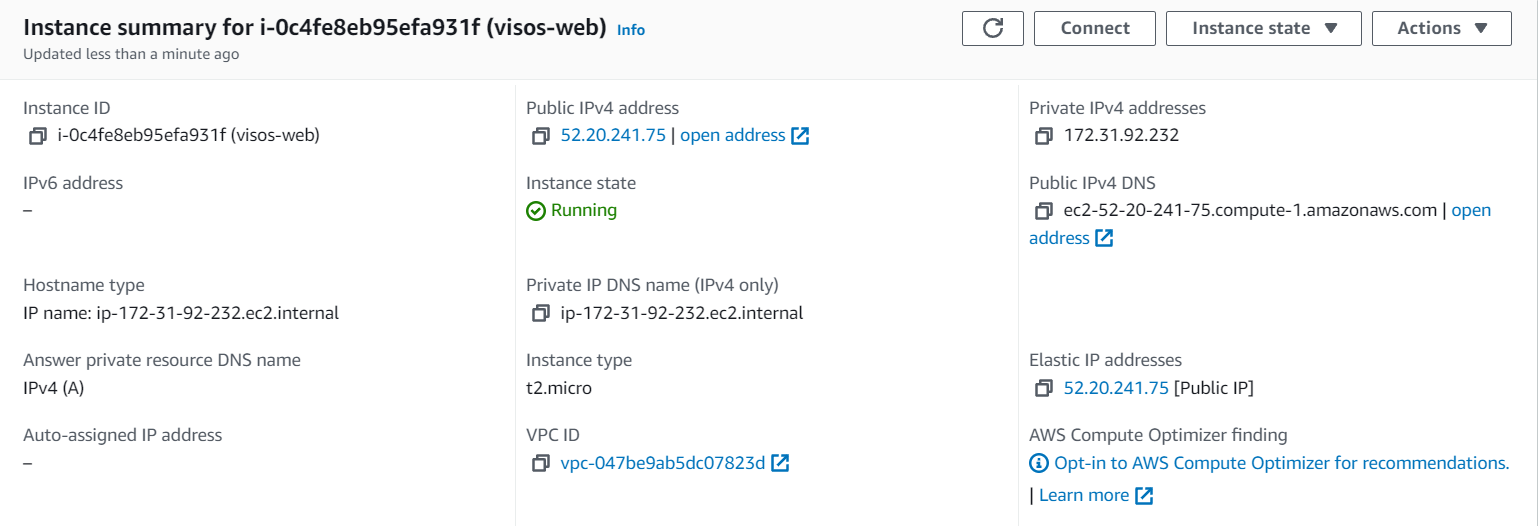 Instance summary for i-0c4fe8eb95efa931f (visos-web) Info
Updated less than a minute ago
Connect
Instance state
Actions
Instance ID
i-0c4fe8eb95efa931f (visos-web)
Public IPv4 address
52.20.241.75 | open address
Private IPv4 addresses
172.31.92.232
IPv6 address
–
Instance state
Running
Public IPv4 DNS
ec2-52-20-241-75.compute-1.amazonaws.com | open
address
Hostname type
IP name: ip-172-31-92-232.ec2.internal
Private IP DNS name (IPv4 only)
ip-172-31-92-232.ec2.internal
Answer private resource DNS name
IPv4 (A)
Instance type
t2.micro
Elastic IP addresses
52.20.241.75 [Public IP]
Auto-assigned IP address
–
VPC ID
vpc-047be9ab5dc07823d
AWS Compute Optimizer finding
Opt-in to AWS Compute Optimizer for recommendations.
| Learn more